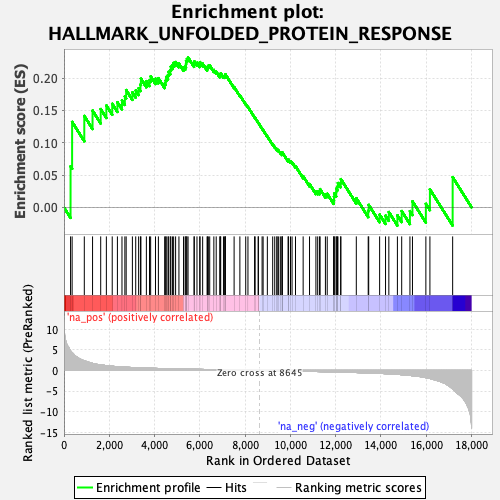 Enrichment plot:
HALLMARK_UNFOLDED_PROTEIN_RESPONSE
Enrichment score (ES)
0.20
0.15
0.10
0.05
0.00
'na_pos' (positively correlated)
Ranked list metric (PreRanked)
10
5
0
-5
-10
-15
Zero cross at 8645
'na_neg' (negatively correlated)
0
2,000
4,000
6,000
8,000
10,000
12,000
14,000
16,000
18,000
Rank in Ordered Dataset
Enrichment profile
Hits
Ranking metric scores